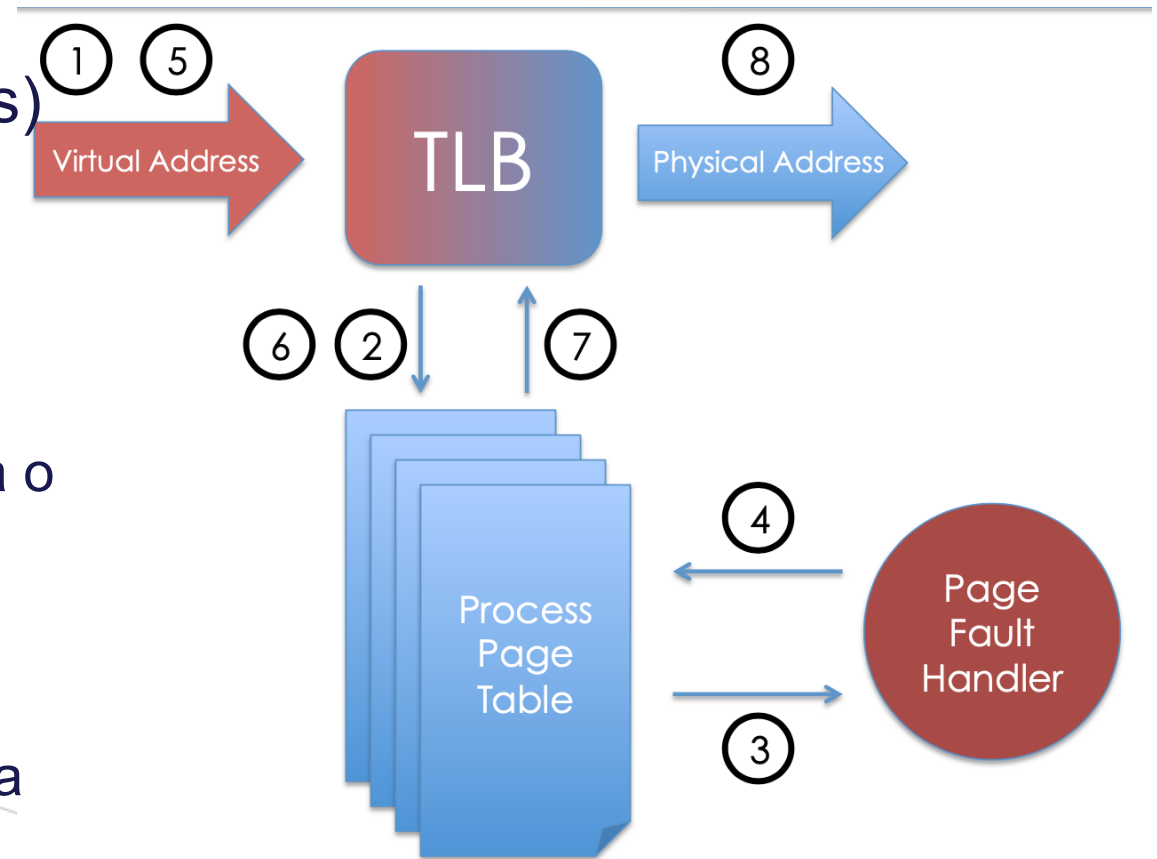 1 5 8
s)
Virtual Address
TLB
Physical Address
6 2 7
o
4
Page
Fault
Handler
Process
Page
Table
3
a